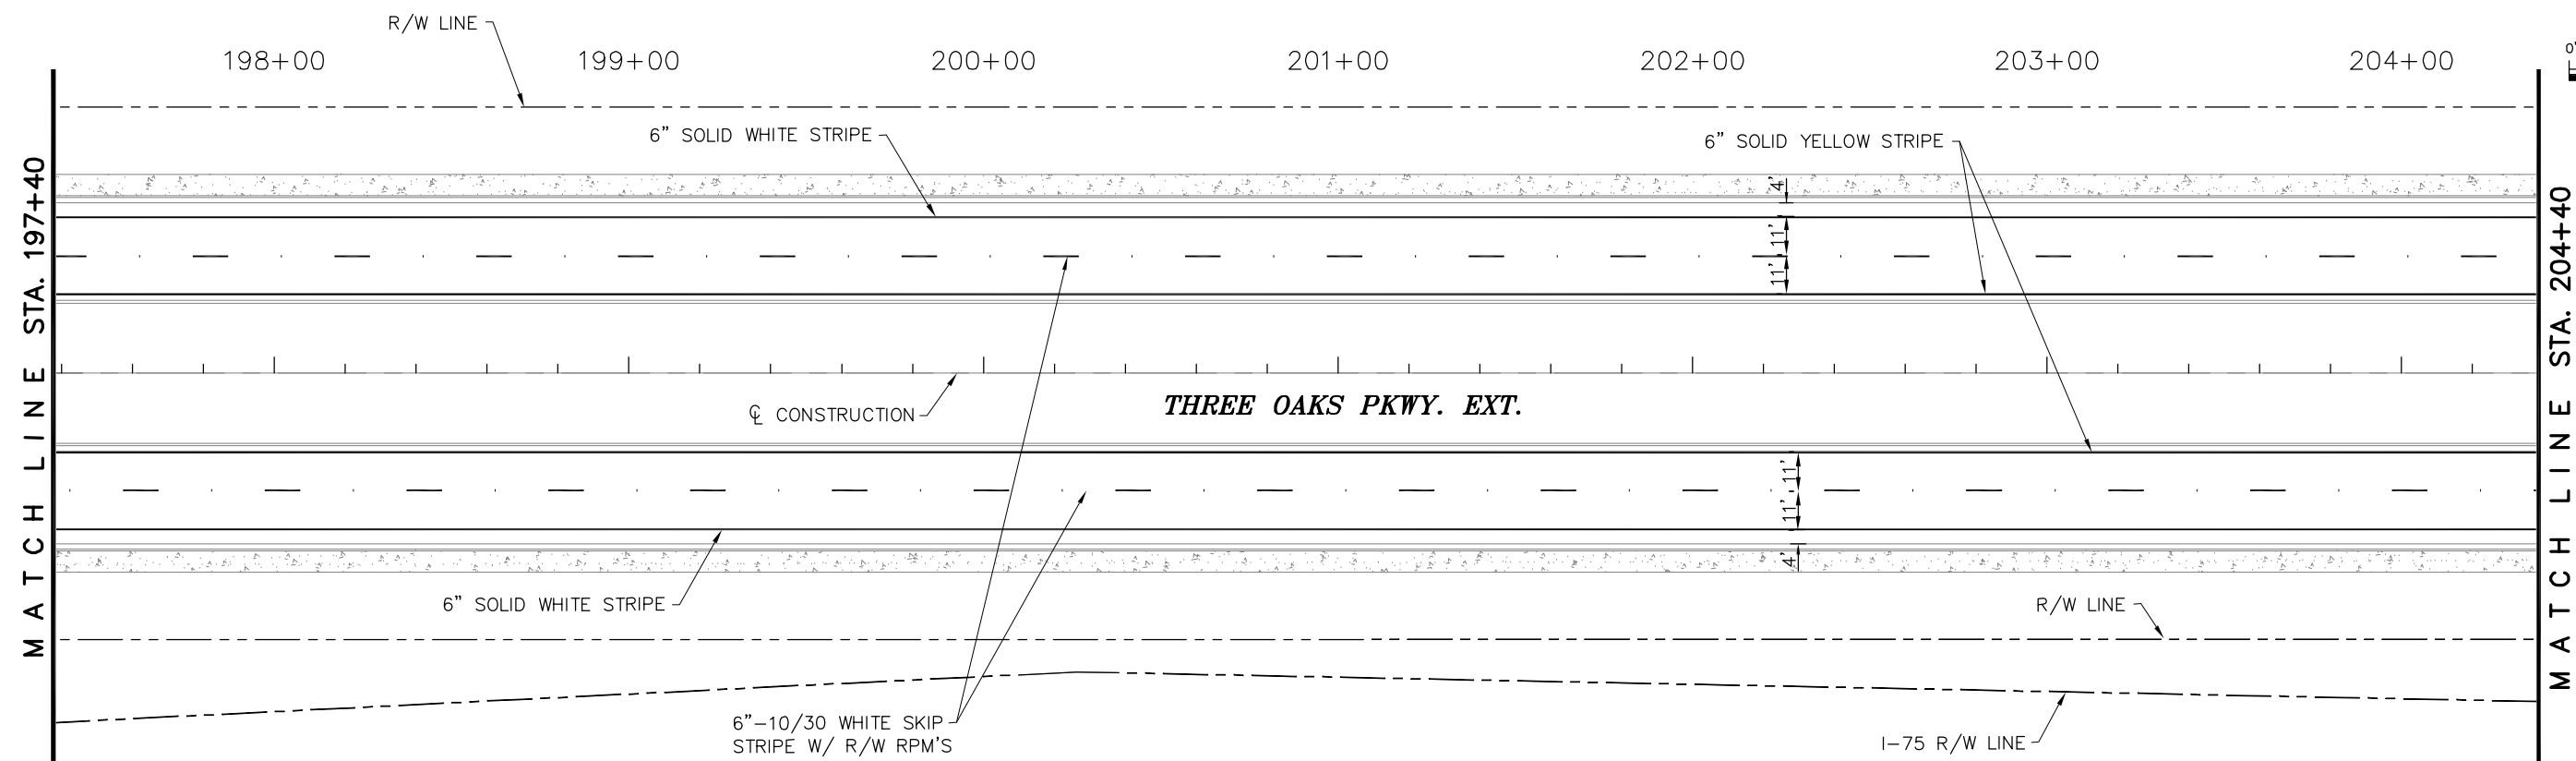 R/W LINE
198+00 199+00 200+00 201+00 202+00 203+00 204+00
0'
6" SOLID WHITE STRIPE
6" SOLID YELLOW STRIPE
MATCH LINE STA. 197+40
4'
11'
11'
℄ CONSTRUCTION
THREE OAKS PKWY. EXT.
11'
11'
4'
6" SOLID WHITE STRIPE
R/W LINE
6"-10/30 WHITE SKIP
STRIPE W/ R/W RPM'S
I-75 R/W LINE
MATCH LINE STA. 204+40